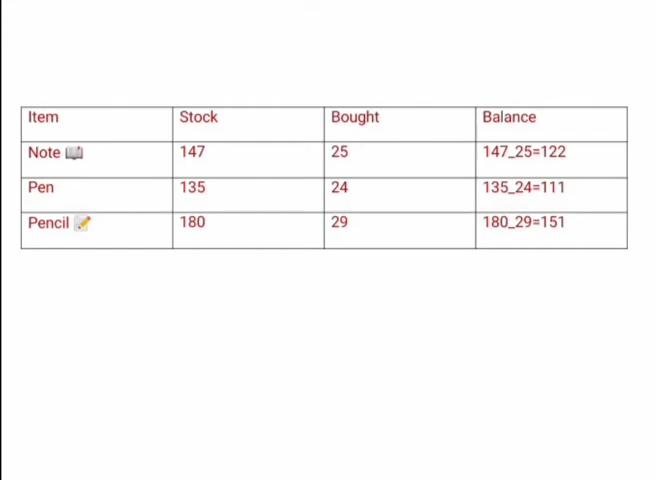 Item Stock Bought Balance
Note 📖 147 25 147_25=122
Pen 135 24 135_24=111
Pencil 📝 180 29 180_29=151